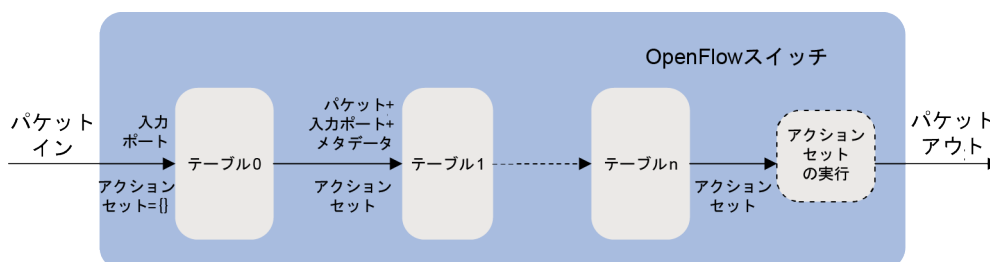 OpenFlowスイッチ
パケット
イン
入力
ポート
アクション
セット={}
テーブル0
パケット+
入力ポート+
メタデータ
アクション
セット
テーブル1
テーブルn
アクション
セット
アクション
セット
の実行
パケット
アウト